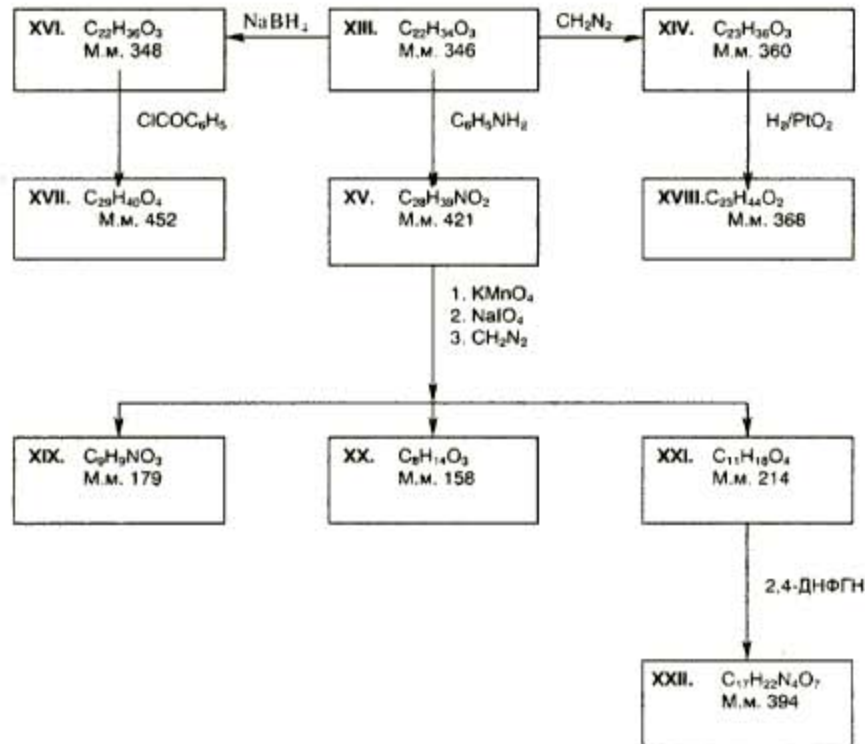 XVI. C₂₂H₃₆O₃
М.м. 348
NaBH₄
XIII. C₂₂H₃₄O₃
М.м. 346
CH₂N₂
XIV. C₂₃H₃₆O₃
М.м. 360
ClCOC₆H₅
C₆H₅NH₂
H₂/PtO₂
XVII. C₂₉H₄₀O₄
М.м. 452
XV. C₂₈H₃₉NO₂
М.м. 421
XVIII. C₂₅H₄₄O₂
М.м. 368
1. KMnO₄
2. NaIO₄
3. CH₂N₂
XIX. C₉H₉NO₃
М.м. 179
XX. C₈H₁₄O₃
М.м. 158
XXI. C₁₁H₁₈O₄
М.м. 214
2,4-ДНФГН
XXII. C₁₇H₂₂N₄O₇
М.м. 394